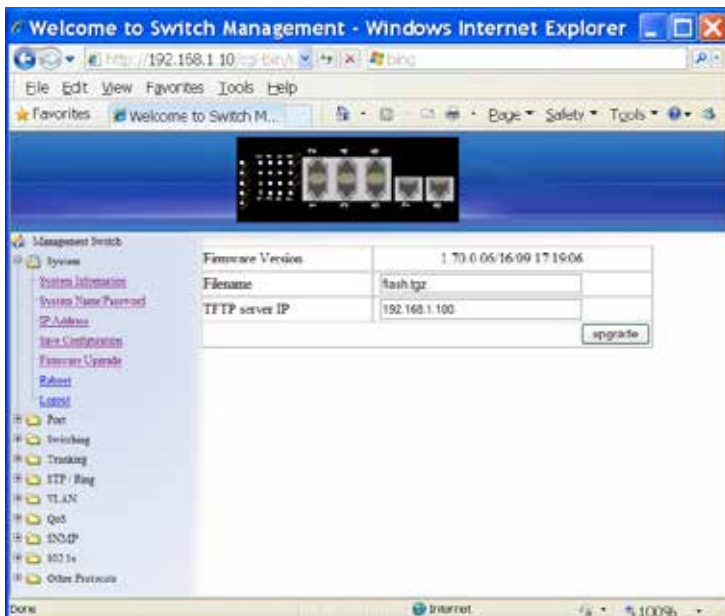 Welcome to Switch Management - Windows Internet Explorer
http://192.168.1.10/cgi-bin/s bing
File Edit View Favorites Tools Help
Favorites Welcome to Switch M... Page Safety Tools
Management Switch
System
System Information
System Name/Password
IP Address
Save Configuration
Firmware Upgrade
Reboot
Logout
Port
Switching
Trunking
STP / Ring
VLAN
QoS
SNMP
802.1x
Other Protocols
Firmware Version 1.70.0 06/16/09 17:19:06
Filename flash.tgz
TFTP server IP 192.168.1.100
upgrade
Done Internet 100%